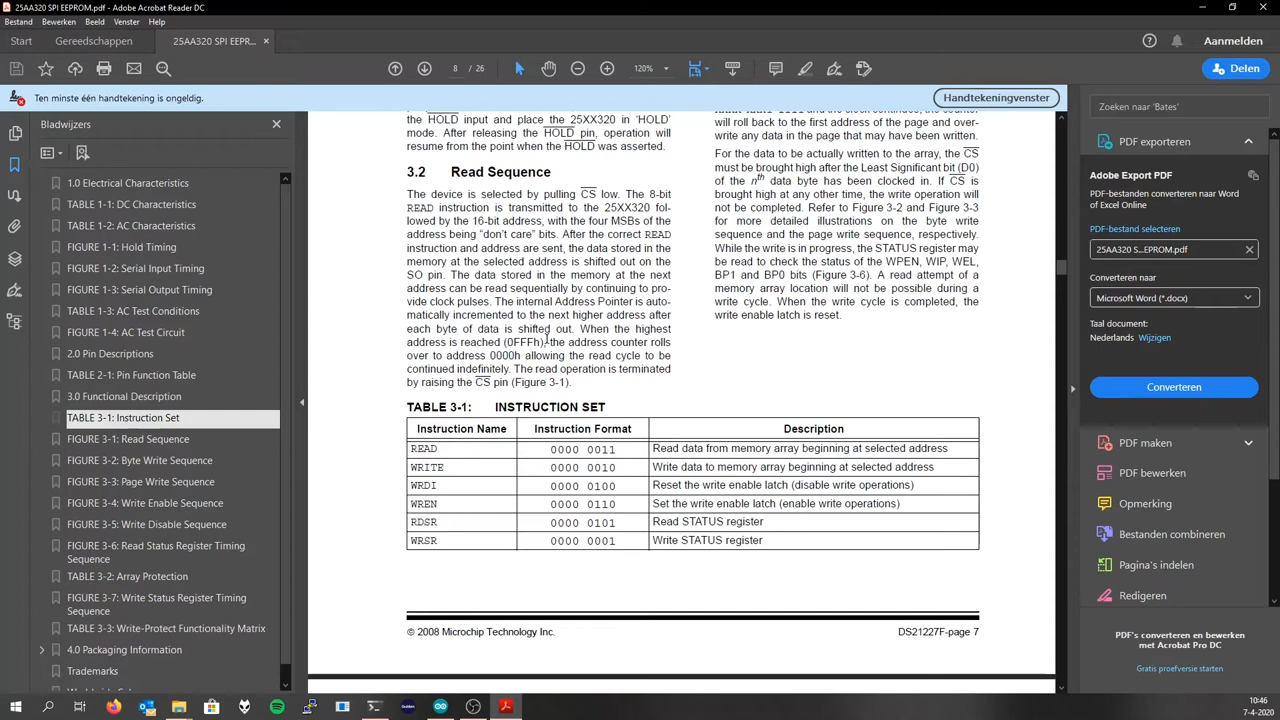 25AA320 SPI EEPROM.pdf - Adobe Acrobat Reader DC
Bestand Bewerken Beeld Venster Help
Start Gereedschappen 25AA320 SPI EEPR... × Aanmelden
8 / 26 120% Delen
Ten minste één handtekening is ongeldig. Handtekeningvenster
Bladwijzers
1.0 Electrical Characteristics
TABLE 1-1: DC Characteristics
TABLE 1-2: AC Characteristics
FIGURE 1-1: Hold Timing
FIGURE 1-2: Serial Input Timing
FIGURE 1-3: Serial Output Timing
TABLE 1-3: AC Test Conditions
FIGURE 1-4: AC Test Circuit
2.0 Pin Descriptions
TABLE 2-1: Pin Function Table
3.0 Functional Description
TABLE 3-1: Instruction Set
FIGURE 3-1: Read Sequence
FIGURE 3-2: Byte Write Sequence
FIGURE 3-3: Page Write Sequence
FIGURE 3-4: Write Enable Sequence
FIGURE 3-5: Write Disable Sequence
FIGURE 3-6: Read Status Register Timing
Sequence
TABLE 3-2: Array Protection
FIGURE 3-7: Write Status Register Timing
Sequence
TABLE 3-3: Write-Protect Functionality Matrix
4.0 Packaging Information
Trademarks
the HOLD input and place the 25XX320 in ‘HOLD’
mode. After releasing the HOLD pin, operation will
resume from the point when the HOLD was asserted.
3.2 Read Sequence
The device is selected by pulling CS low. The 8-bit
READ instruction is transmitted to the 25XX320 fol-
lowed by the 16-bit address, with the four MSBs of the
address being “don’t care” bits. After the correct READ
instruction and address are sent, the data stored in the
memory at the selected address is shifted out on the
SO pin. The data stored in the memory at the next
address can be read sequentially by continuing to pro-
vide clock pulses. The internal Address Pointer is auto-
matically incremented to the next higher address after
each byte of data is shifted out. When the highest
address is reached (0FFFh), the address counter rolls
over to address 0000h allowing the read cycle to be
continued indefinitely. The read operation is terminated
by raising the CS pin (Figure 3-1).
will roll back to the first address of the page and over-
write any data in the page that may have been written.
For the data to be actually written to the array, the CS
must be brought high after the Least Significant bit (D0)
of the nth data byte has been clocked in. If CS is
brought high at any other time, the write operation will
not be completed. Refer to Figure 3-2 and Figure 3-3
for more detailed illustrations on the byte write
sequence and the page write sequence, respectively.
While the write is in progress, the STATUS register may
be read to check the status of the WPEN, WIP, WEL,
BP1 and BP0 bits (Figure 3-6). A read attempt of a
memory array location will not be possible during a
write cycle. When the write cycle is completed, the
write enable latch is reset.
TABLE 3-1: INSTRUCTION SET
Instruction Name Instruction Format Description
READ 0000 0011 Read data from memory array beginning at selected address
WRITE 0000 0010 Write data to memory array beginning at selected address
WRDI 0000 0100 Reset the write enable latch (disable write operations)
WREN 0000 0110 Set the write enable latch (enable write operations)
RDSR 0000 0101 Read STATUS register
WRSR 0000 0001 Write STATUS register
© 2008 Microchip Technology Inc. DS21227F-page 7
Zoeken naar 'Bates'
PDF exporteren
Adobe Export PDF
PDF-bestanden converteren naar Word
of Excel Online
PDF-bestand selecteren
25AA320 S...EPROM.pdf ×
Converteren naar
Microsoft Word (*.docx)
Taal document:
Nederlands Wijzigen
Converteren
PDF maken
PDF bewerken
Opmerking
Bestanden combineren
Pagina's indelen
Redigeren
PDF's converteren en bewerken
met Acrobat Pro DC
Gratis proefversie starten
10:46
7-4-2020